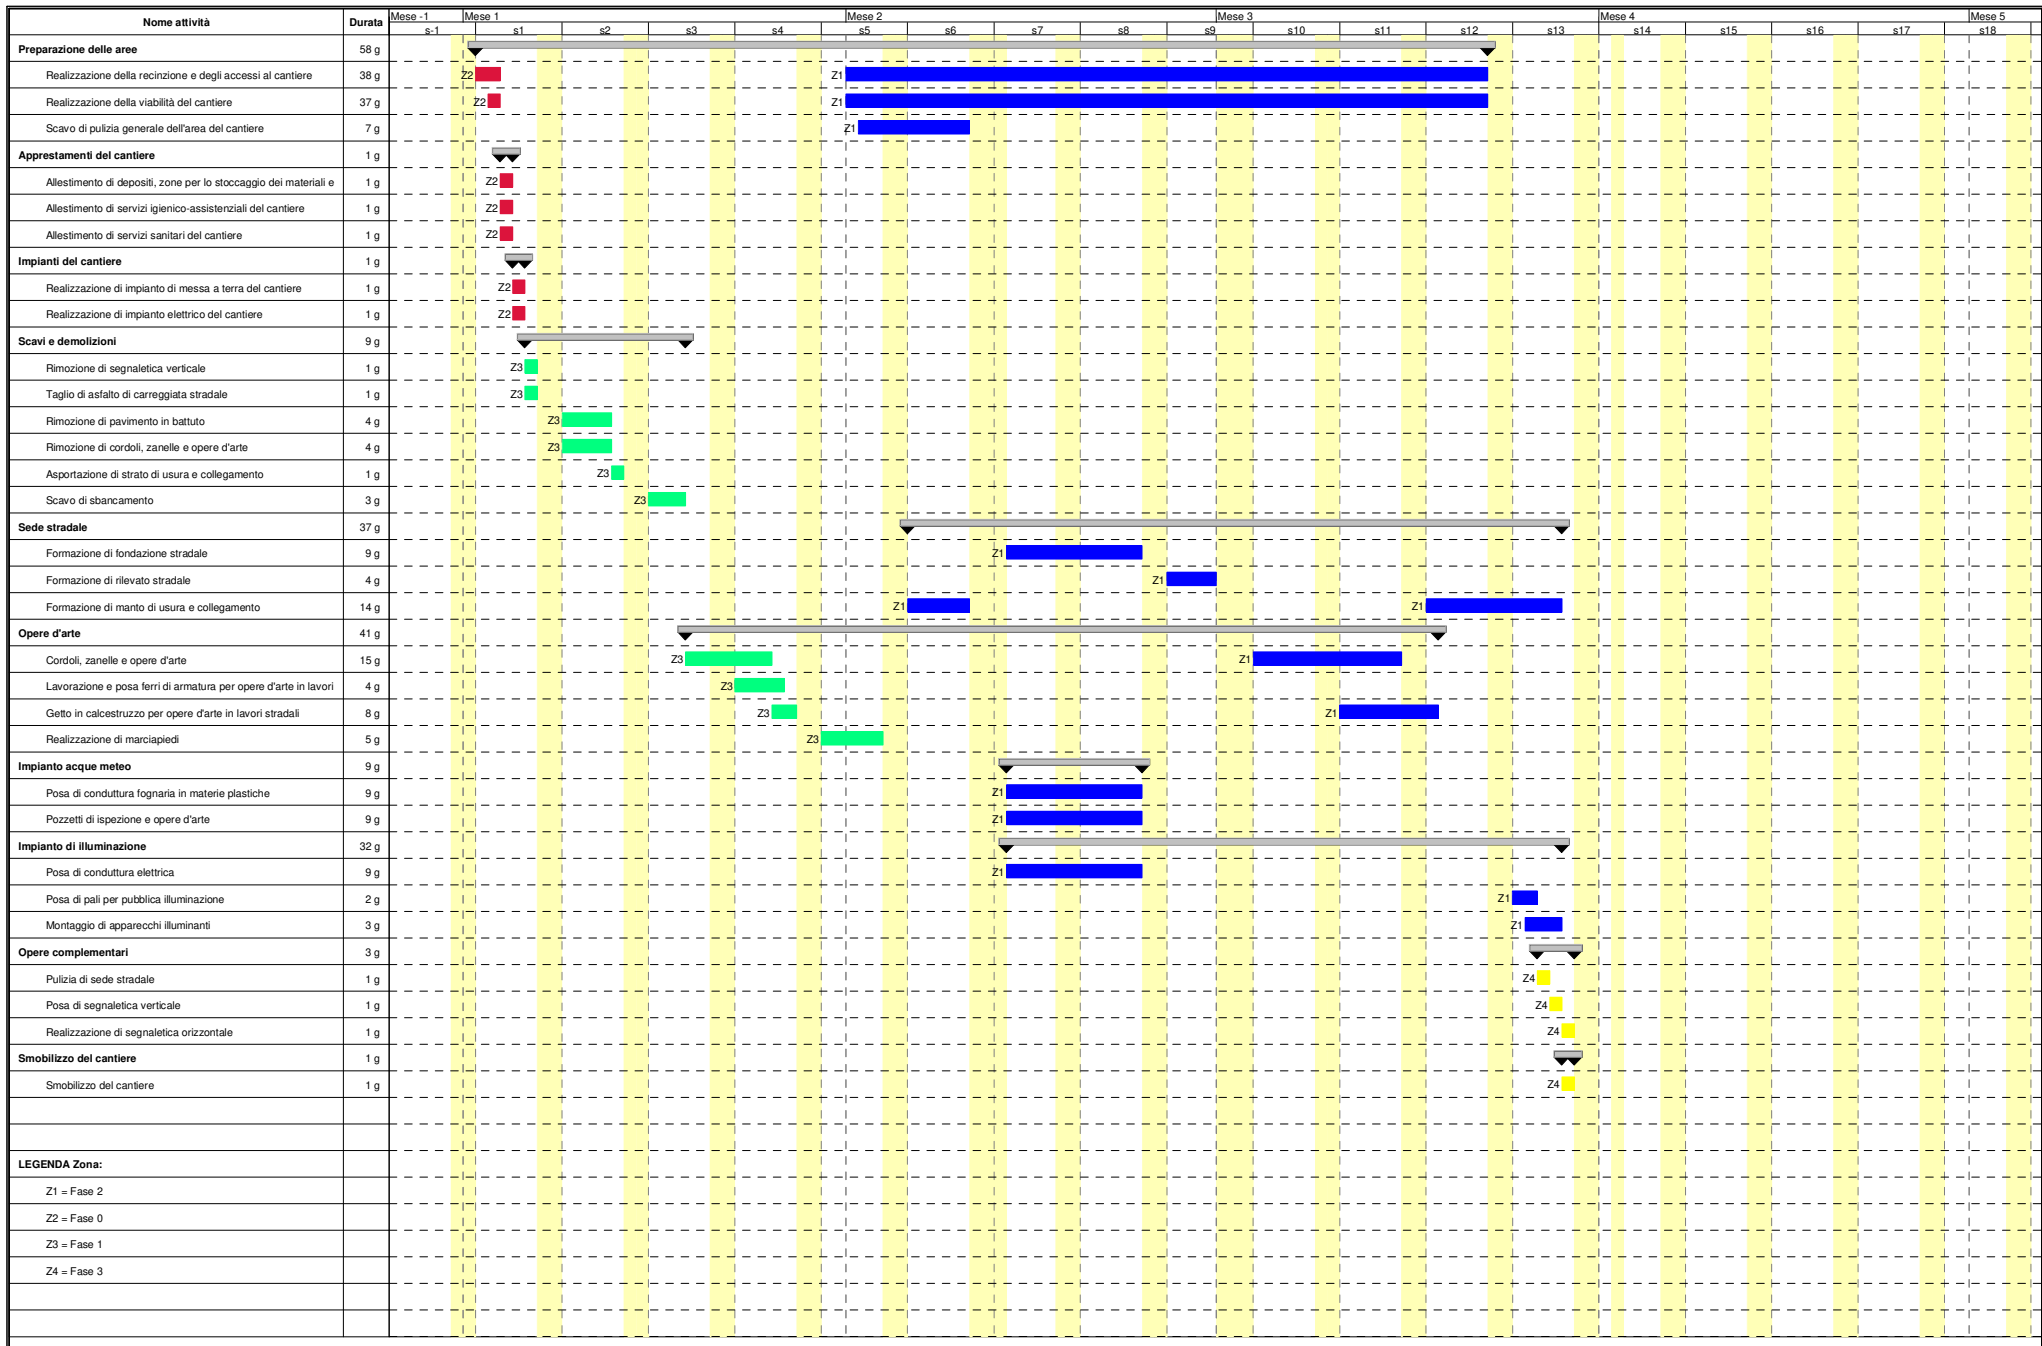 Nome attività Durata Mese -1 Mese 1 Mese 2 Mese 3 Mese 4 Mese 5
s-1 s1 s2 s3 s4 s5 s6 s7 s8 s9 s10 s11 s12 s13 s14 s15 s16 s17 s18
Preparazione delle aree 58 g
Realizzazione della recinzione e degli accessi al cantiere 38 g Z2 Z1
Realizzazione della viabilità del cantiere 37 g Z2 Z1
Scavo di pulizia generale dell'area del cantiere 7 g Z1
Apprestamenti del cantiere 1 g
Allestimento di depositi, zone per lo stoccaggio dei materiali e 1 g Z2
Allestimento di servizi igienico-assistenziali del cantiere 1 g Z2
Allestimento di servizi sanitari del cantiere 1 g Z2
Impianti del cantiere 1 g
Realizzazione di impianto di messa a terra del cantiere 1 g Z2
Realizzazione di impianto elettrico del cantiere 1 g Z2
Scavi e demolizioni 9 g
Rimozione di segnaletica verticale 1 g Z3
Taglio di asfalto di carreggiata stradale 1 g Z3
Rimozione di pavimento in battuto 4 g Z3
Rimozione di cordoli, zanelle e opere d'arte 4 g Z3
Asportazione di strato di usura e collegamento 1 g Z3
Scavo di sbancamento 3 g Z3
Sede stradale 37 g
Formazione di fondazione stradale 9 g Z1
Formazione di rilevato stradale 4 g Z1
Formazione di manto di usura e collegamento 14 g Z1 Z1
Opere d'arte 41 g
Cordoli, zanelle e opere d'arte 15 g Z3 Z1
Lavorazione e posa ferri di armatura per opere d'arte in lavori 4 g Z3
Getto in calcestruzzo per opere d'arte in lavori stradali 8 g Z3 Z1
Realizzazione di marciapiedi 5 g Z3
Impianto acque meteo 9 g
Posa di conduttura fognaria in materie plastiche 9 g Z1
Pozzetti di ispezione e opere d'arte 9 g Z1
Impianto di illuminazione 32 g
Posa di conduttura elettrica 9 g Z1
Posa di pali per pubblica illuminazione 2 g Z1
Montaggio di apparecchi illuminanti 3 g Z1
Opere complementari 3 g
Pulizia di sede stradale 1 g Z4
Posa di segnaletica verticale 1 g Z4
Realizzazione di segnaletica orizzontale 1 g Z4
Smobilizzo del cantiere 1 g
Smobilizzo del cantiere 1 g Z4
LEGENDA Zona:
Z1 = Fase 2
Z2 = Fase 0
Z3 = Fase 1
Z4 = Fase 3